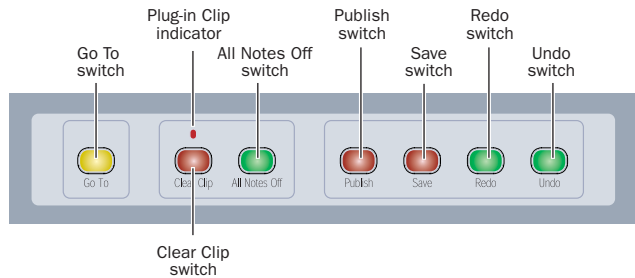 Plug-in Clip
indicator
Publish
switch
Redo
switch
Go To
switch
All Notes Off
switch
Save
switch
Undo
switch
Go To
Clear Clip
All Notes Off
Publish
Save
Redo
Undo
Clear Clip
switch